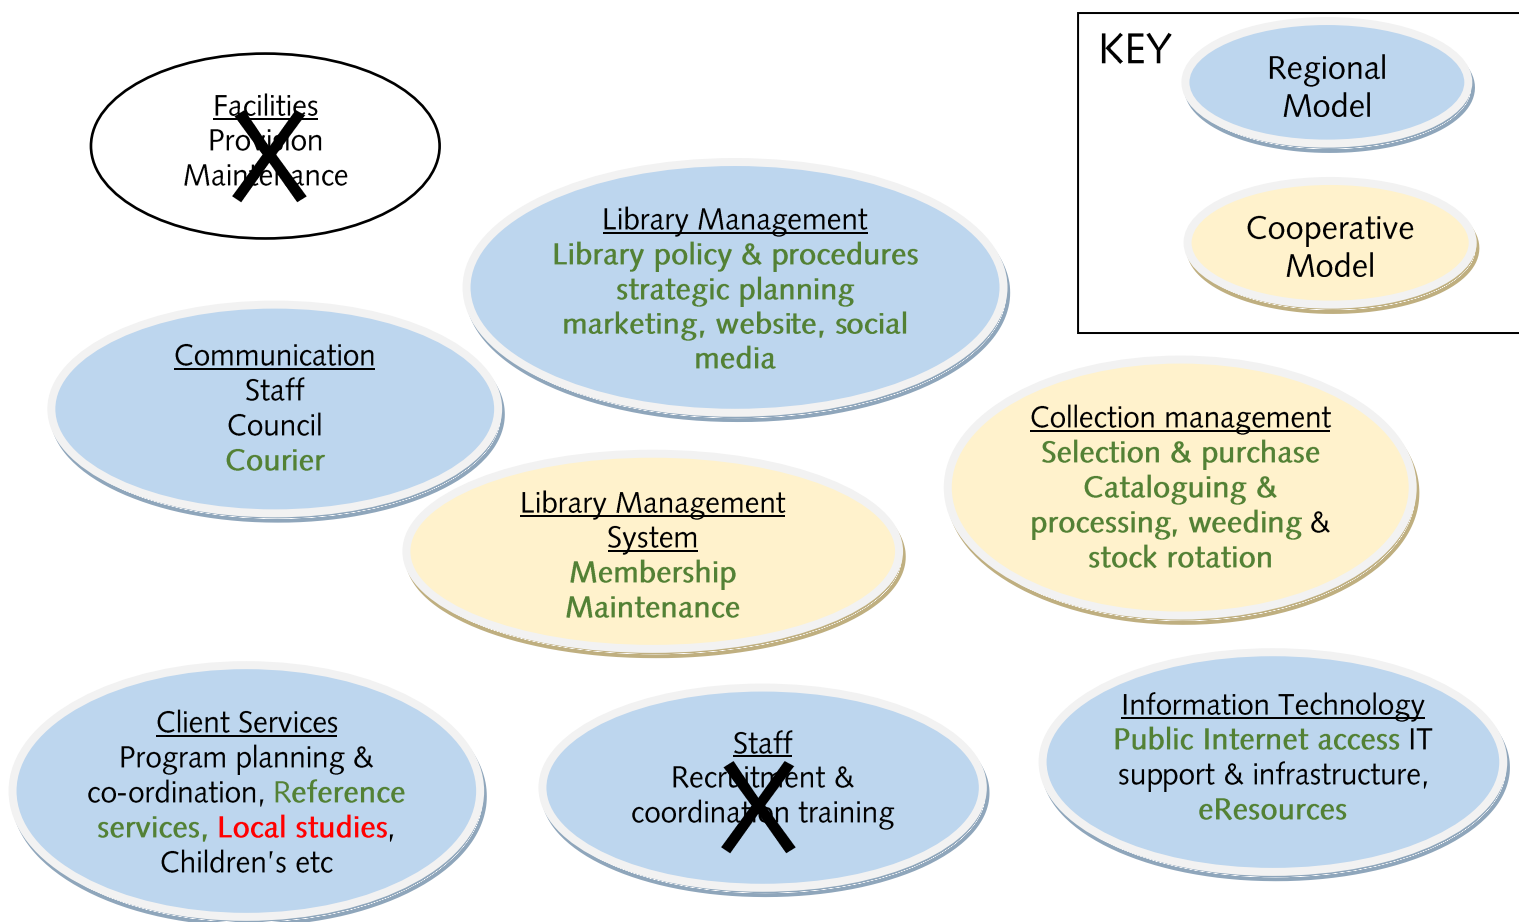 KEY
Regional
Model
Cooperative
Model
Facilities
Provision
Maintenance
Library Management
Library policy & procedures
strategic planning
marketing, website, social
media
Communication
Staff
Council
Courier
Collection management
Selection & purchase
Cataloguing &
processing, weeding &
stock rotation
Library Management
System
Membership
Maintenance
Client Services
Program planning &
co-ordination, Reference
services, Local studies,
Children's etc
Staff
Recruitment &
coordination training
Information Technology
Public Internet access IT
support & infrastructure,
eResources